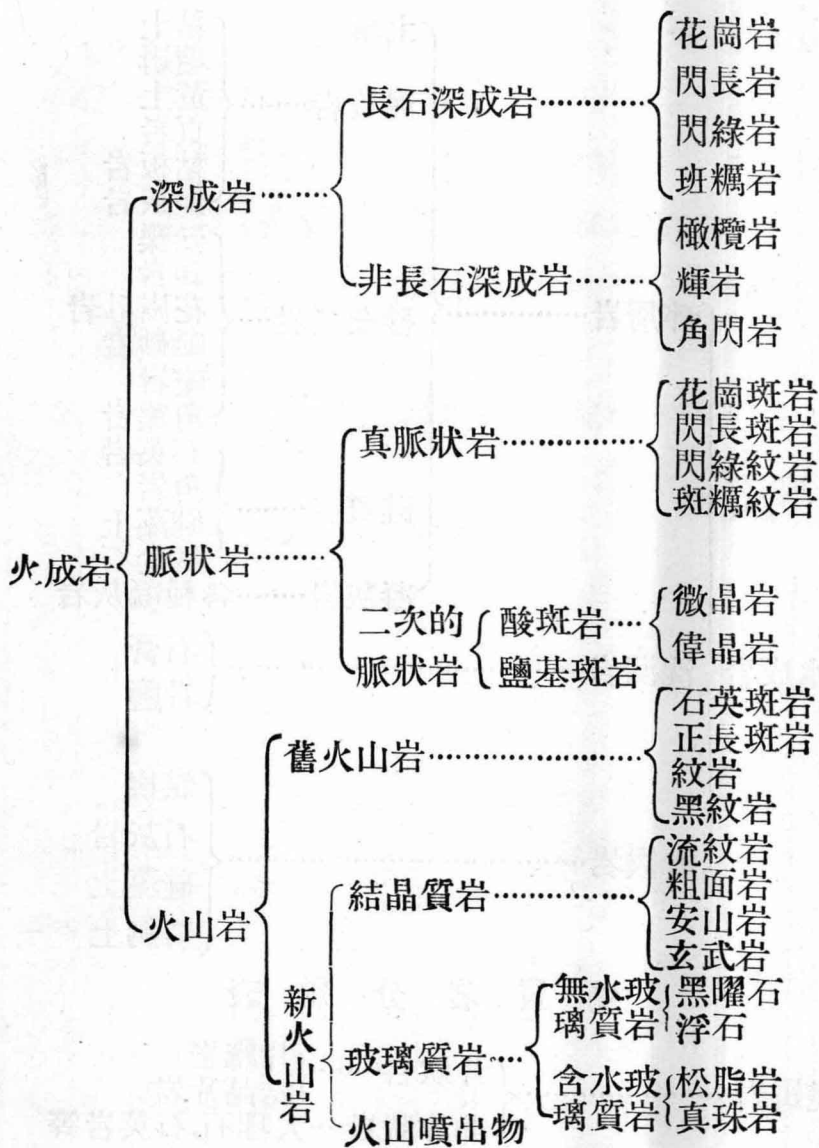 火成岩
深成岩
長石深成岩
花崗岩
閃長岩
閃綠岩
班糲岩
非長石深成岩
橄欖岩
輝岩
角閃岩
脈狀岩
真脈狀岩
花崗斑岩
閃長斑岩
閃綠紋岩
斑糲紋岩
二次的
脈狀岩
酸斑岩
微晶岩
偉晶岩
鹽基斑岩
火山岩
舊火山岩
石英斑岩
正長斑岩
紋岩
黑紋岩
新火山岩
結晶質岩
流紋岩
粗面岩
安山岩
玄武岩
玻璃質岩
無水玻
璃質岩
黑曜石
浮石
含水玻
璃質岩
松脂岩
真珠岩
火山噴出物